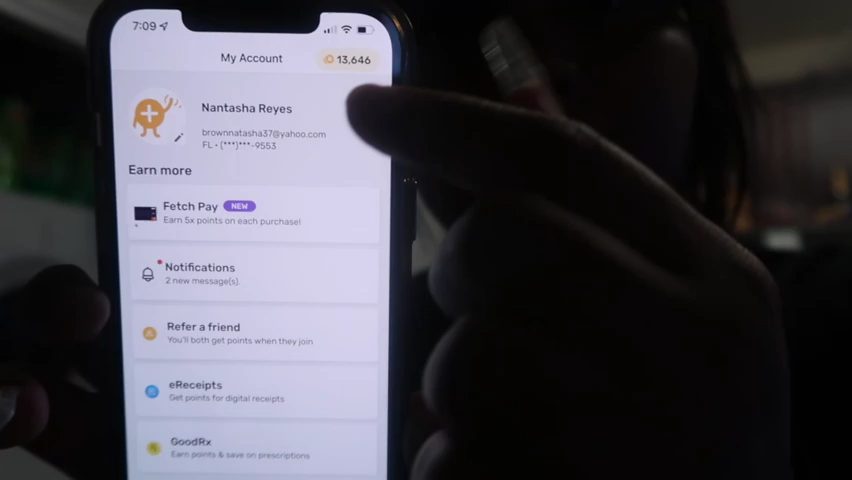 7:09
My Account
13,646
Nantasha Reyes
brownnatasha37@yahoo.com
FL • (***)***-9553
Earn more
Fetch Pay NEW
Earn 5x points on each purchase!
Notifications
2 new message(s).
Refer a friend
You'll both get points when they join
eReceipts
Get points for digital receipts
GoodRx
Earn points & save on prescriptions